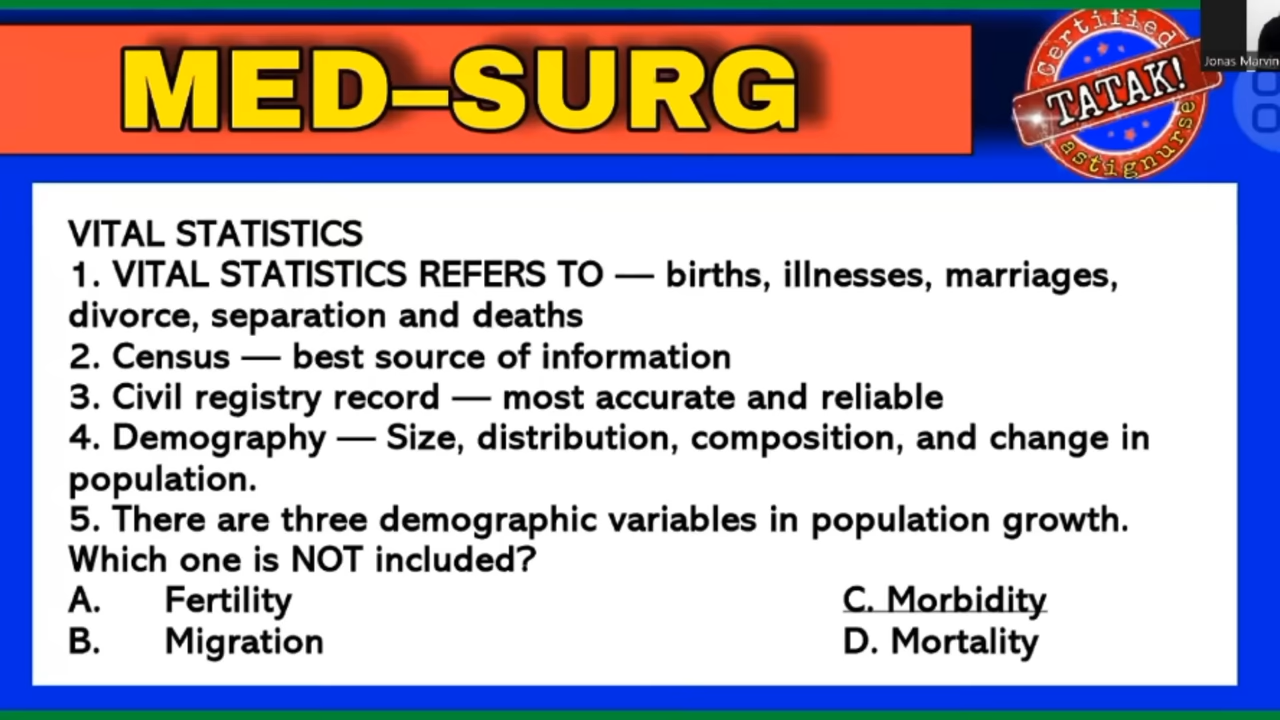 MED–SURG
Certified
TATAK!
astignurse
Jonas Marvin
VITAL STATISTICS
1. VITAL STATISTICS REFERS TO — births, illnesses, marriages,
divorce, separation and deaths
2. Census — best source of information
3. Civil registry record — most accurate and reliable
4. Demography — Size, distribution, composition, and change in
population.
5. There are three demographic variables in population growth.
Which one is NOT included?
A. Fertility C. Morbidity
B. Migration D. Mortality